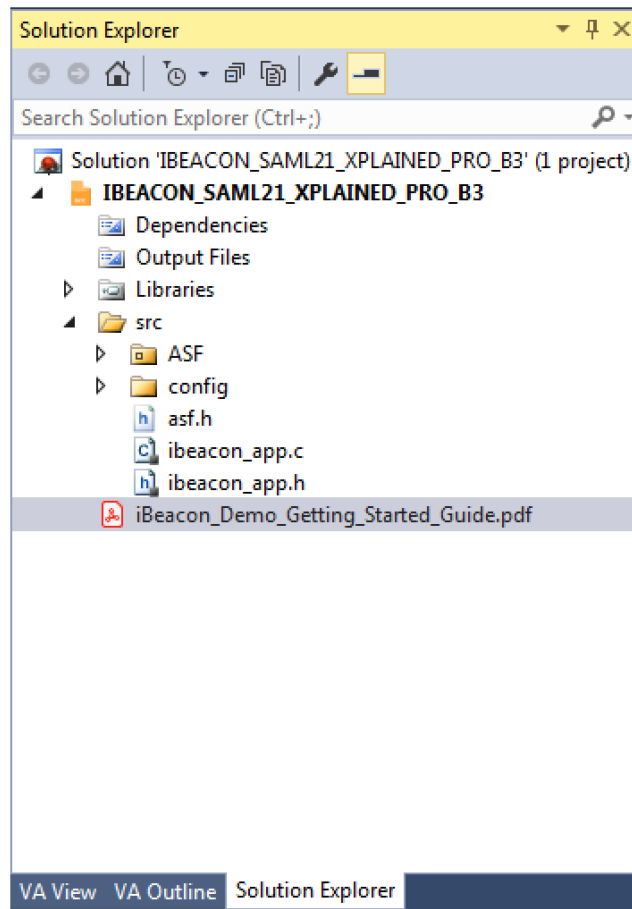 Solution Explorer
Search Solution Explorer (Ctrl+;)
Solution 'IBEACON_SAML21_XPLAINED_PRO_B3' (1 project)
IBEACON_SAML21_XPLAINED_PRO_B3
Dependencies
Output Files
Libraries
src
ASF
config
asf.h
ibeacon_app.c
ibeacon_app.h
iBeacon_Demo_Getting_Started_Guide.pdf
VA View VA Outline Solution Explorer